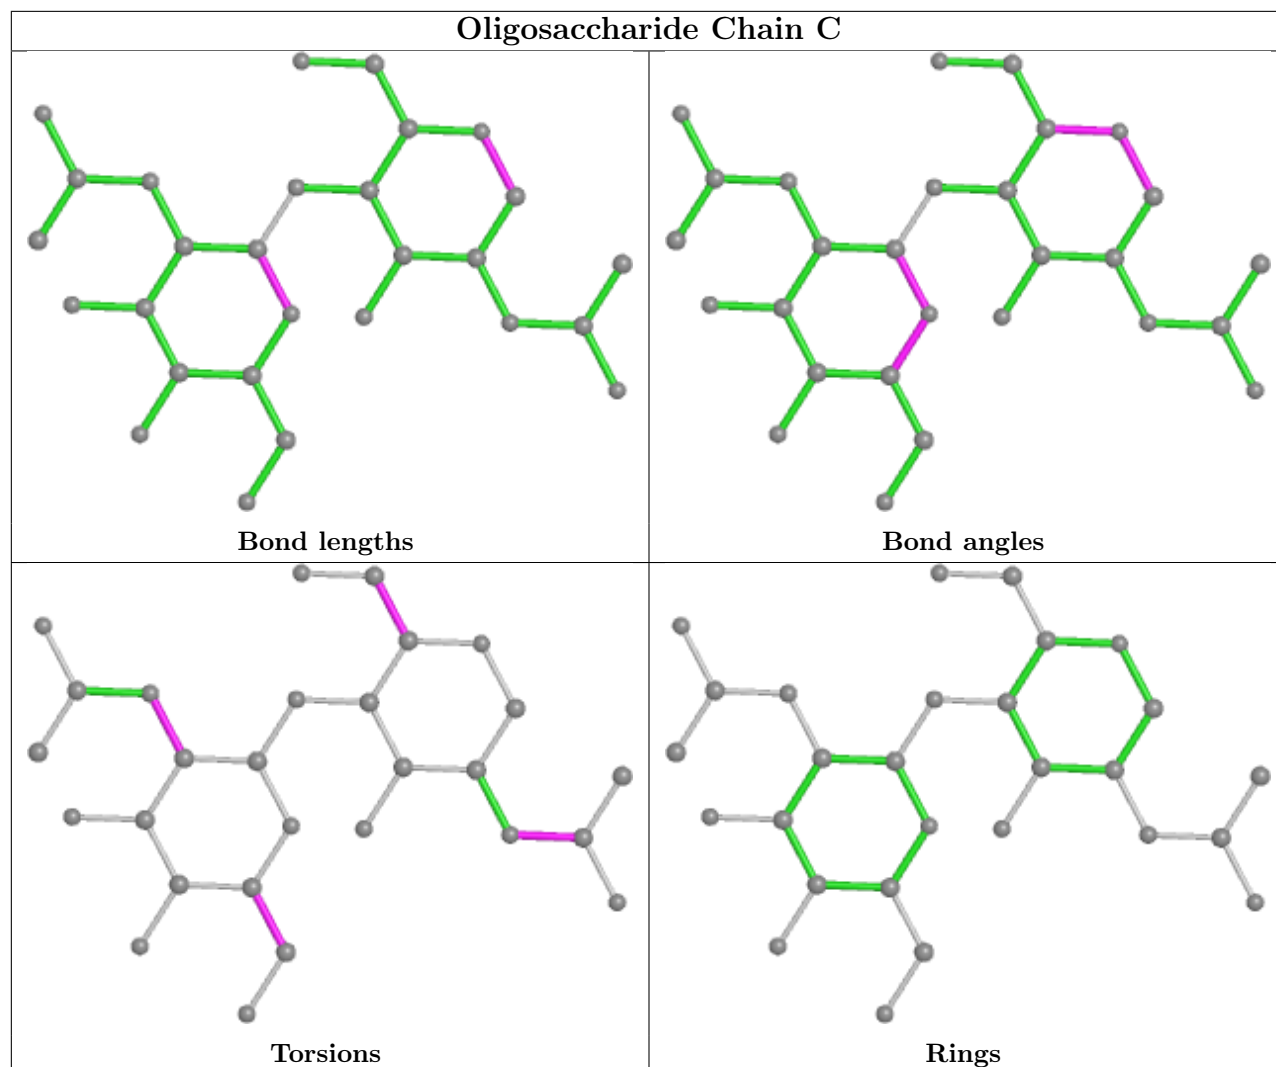 Oligosaccharide Chain C
Bond lengths
Bond angles
Torsions
Rings